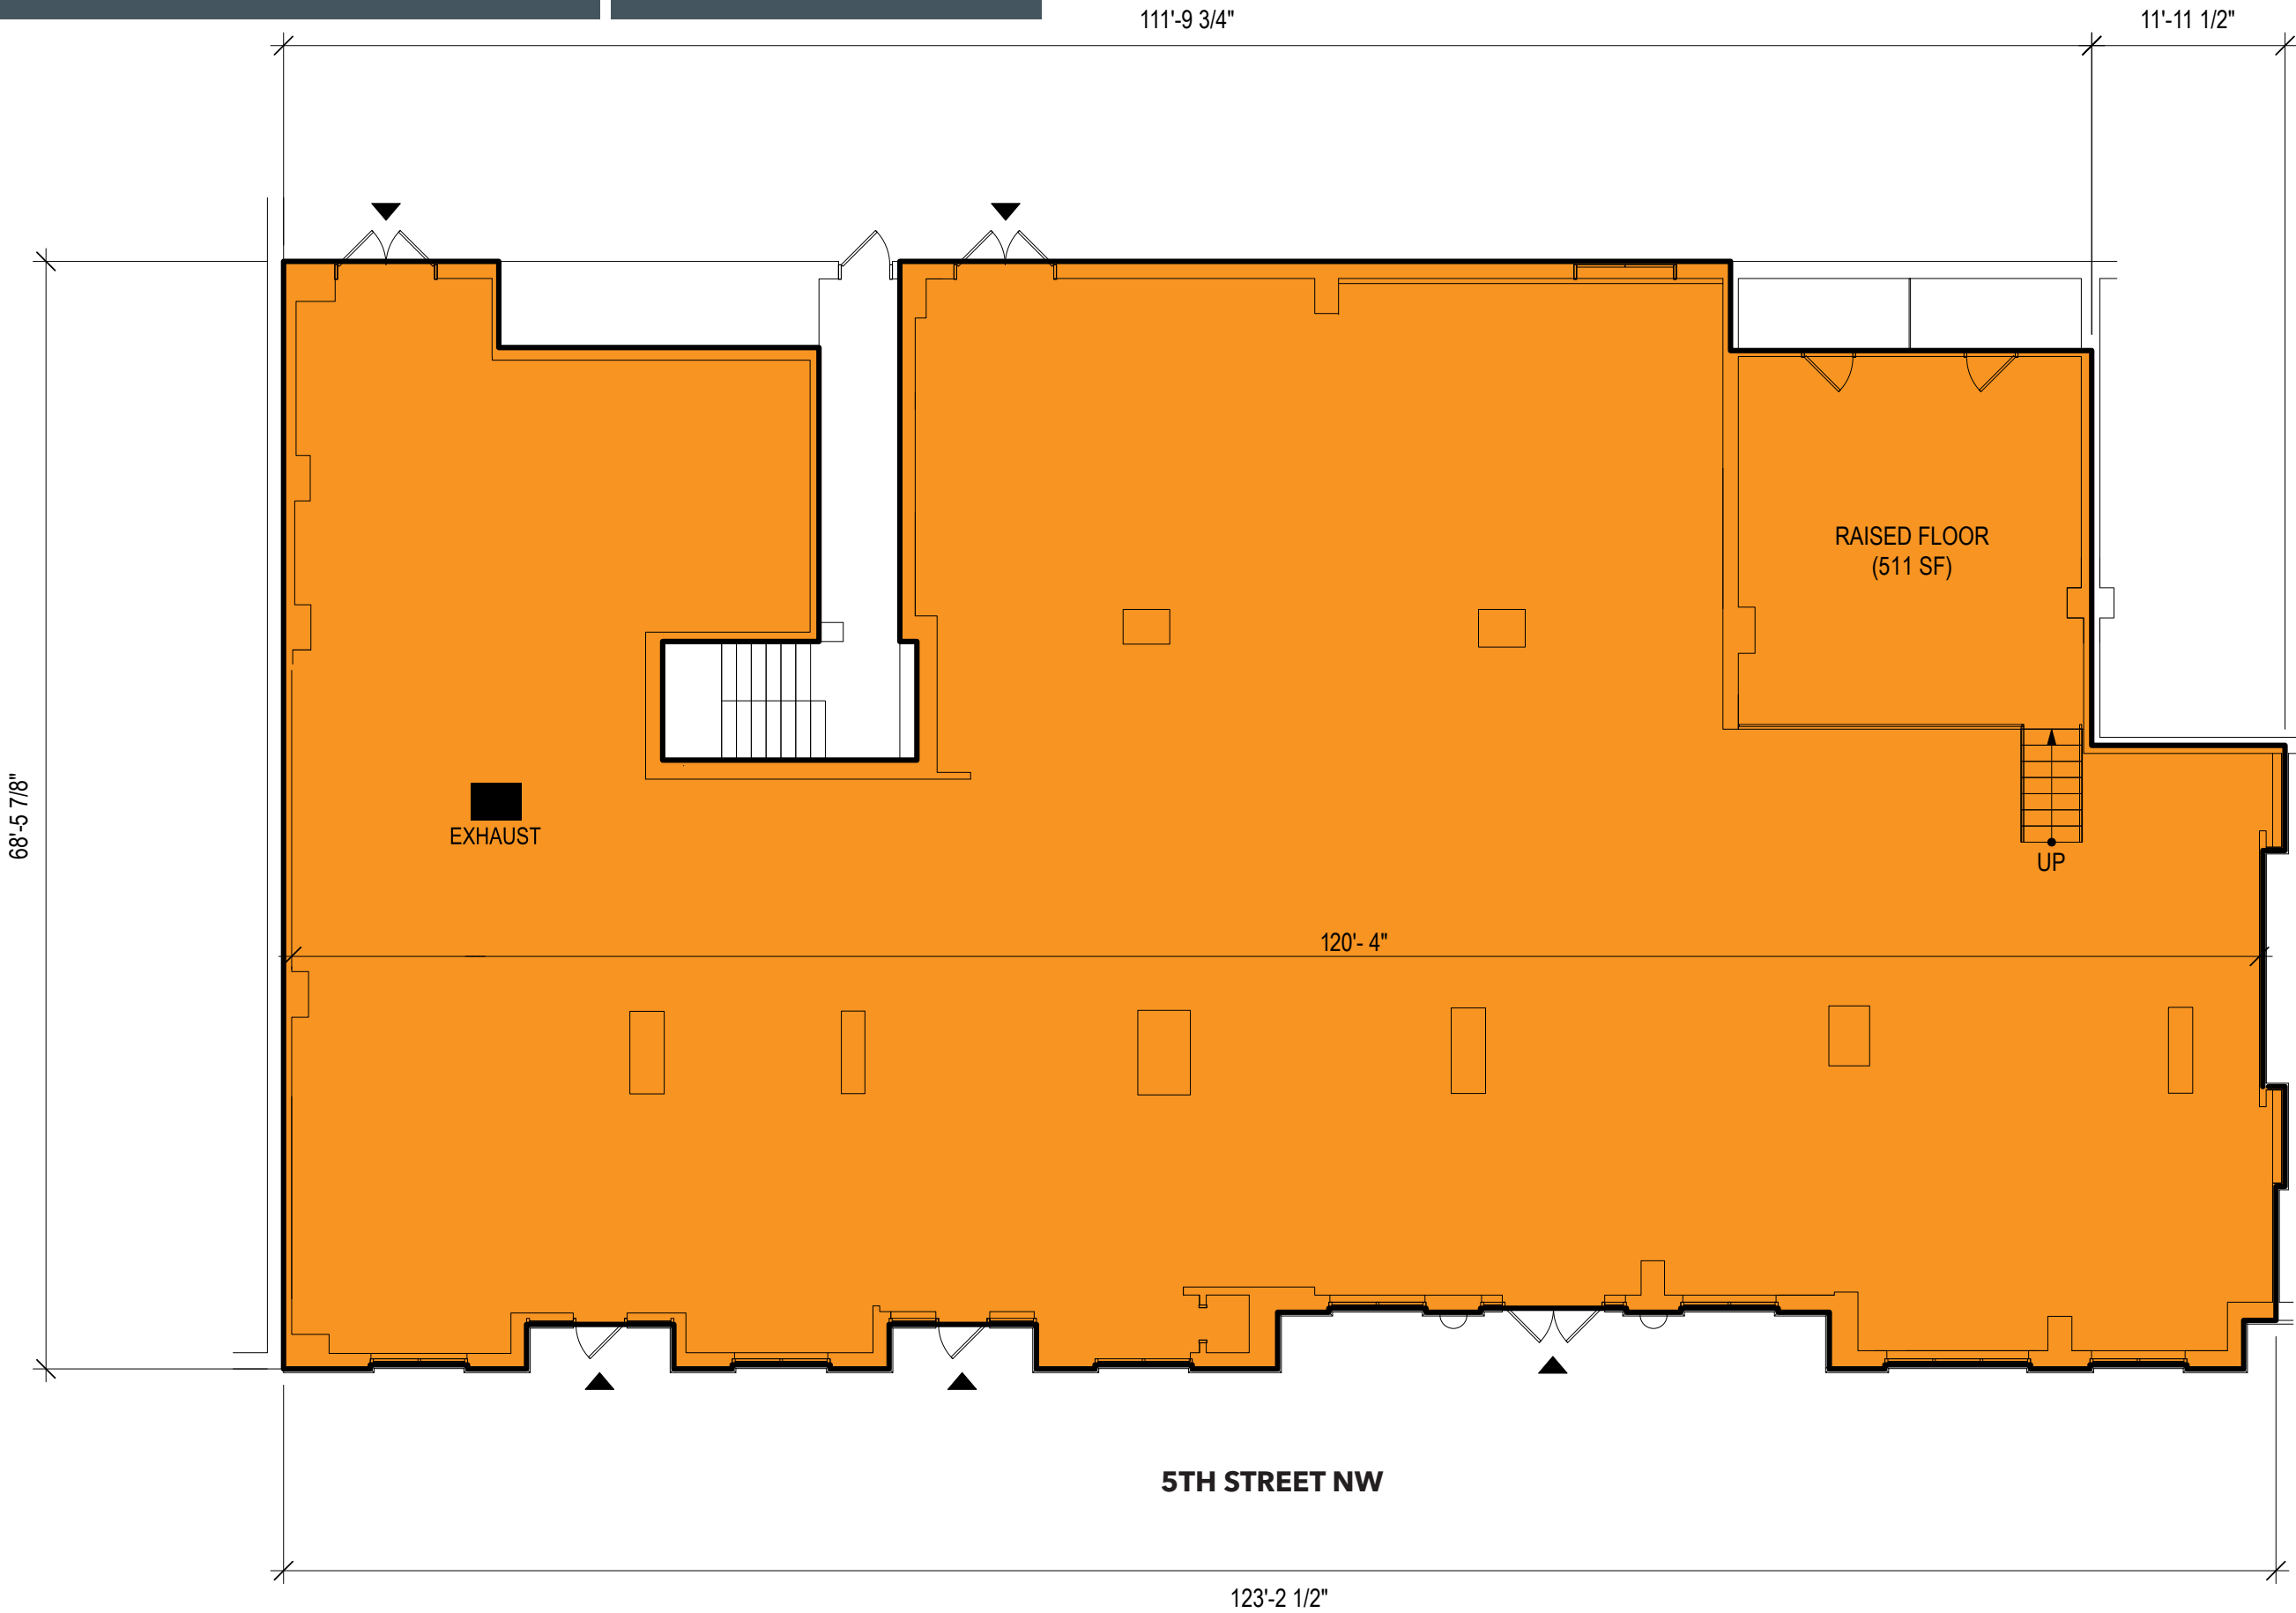 111'-9 3/4"
11'-11 1/2"
RAISED FLOOR
(511 SF)
68'-5 7/8"
EXHAUST
UP
120'- 4"
5TH STREET NW
123'-2 1/2"